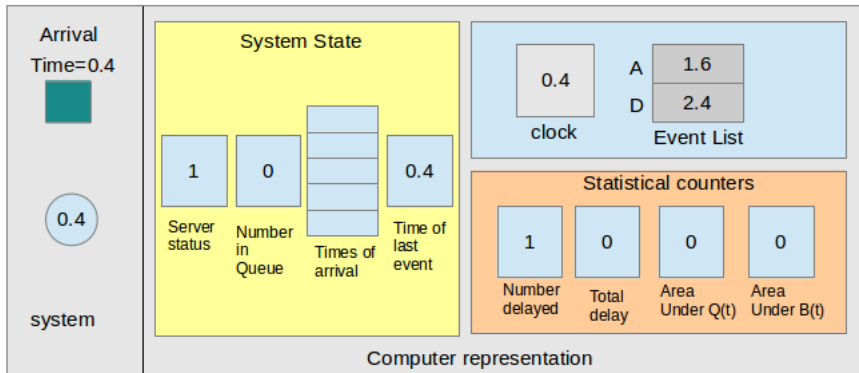 Arrival
Time=0.4
0.4
system
System State
1
0
0.4
Server
status
Number
in
Queue
Times of
arrival
Time of
last
event
0.4
clock
A
1.6
D
2.4
Event List
Statistical counters
1
0
0
0
Number
delayed
Total
delay
Area
Under Q(t)
Area
Under B(t)
Computer representation